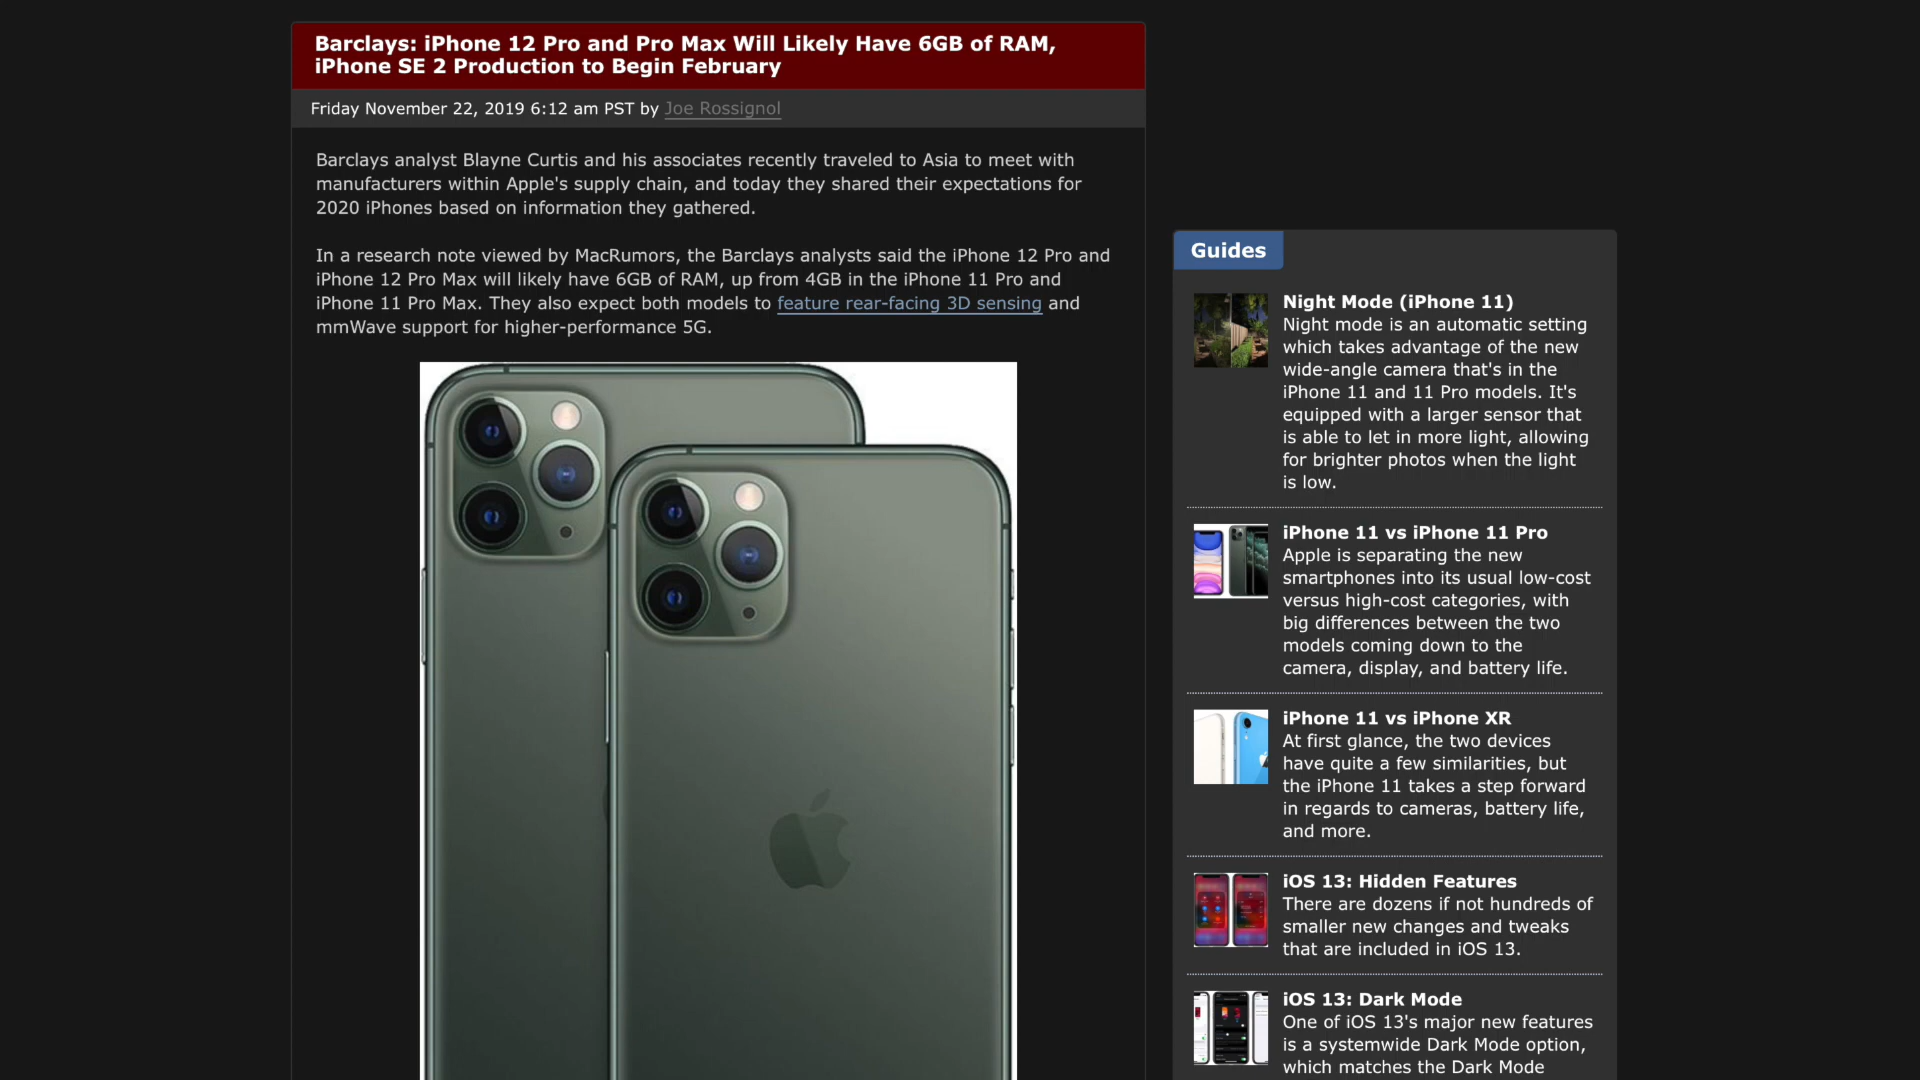 Barclays: iPhone 12 Pro and Pro Max Will Likely Have 6GB of RAM,
iPhone SE 2 Production to Begin February
Friday November 22, 2019 6:12 am PST by Joe Rossignol
Barclays analyst Blayne Curtis and his associates recently traveled to Asia to meet with
manufacturers within Apple's supply chain, and today they shared their expectations for
2020 iPhones based on information they gathered.
In a research note viewed by MacRumors, the Barclays analysts said the iPhone 12 Pro and
iPhone 12 Pro Max will likely have 6GB of RAM, up from 4GB in the iPhone 11 Pro and
iPhone 11 Pro Max. They also expect both models to feature rear-facing 3D sensing and
mmWave support for higher-performance 5G.
Guides
Night Mode (iPhone 11)
Night mode is an automatic setting
which takes advantage of the new
wide-angle camera that's in the
iPhone 11 and 11 Pro models. It's
equipped with a larger sensor that
is able to let in more light, allowing
for brighter photos when the light
is low.
iPhone 11 vs iPhone 11 Pro
Apple is separating the new
smartphones into its usual low-cost
versus high-cost categories, with
big differences between the two
models coming down to the
camera, display, and battery life.
iPhone 11 vs iPhone XR
At first glance, the two devices
have quite a few similarities, but
the iPhone 11 takes a step forward
in regards to cameras, battery life,
and more.
iOS 13: Hidden Features
There are dozens if not hundreds of
smaller new changes and tweaks
that are included in iOS 13.
iOS 13: Dark Mode
One of iOS 13's major new features
is a systemwide Dark Mode option,
which matches the Dark Mode